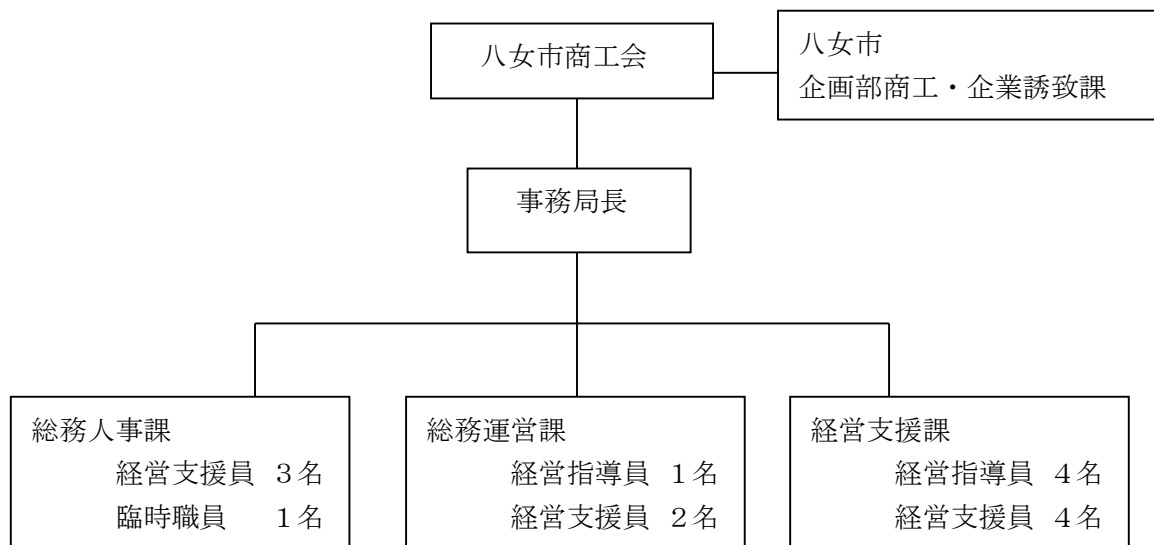 八女市商工会
八女市
企画部商工・企業誘致課
事務局長
総務人事課
経営支援員 3名
臨時職員 1名
総務運営課
経営指導員 1名
経営支援員 2名
経営支援課
経営指導員 4名
経営支援員 4名